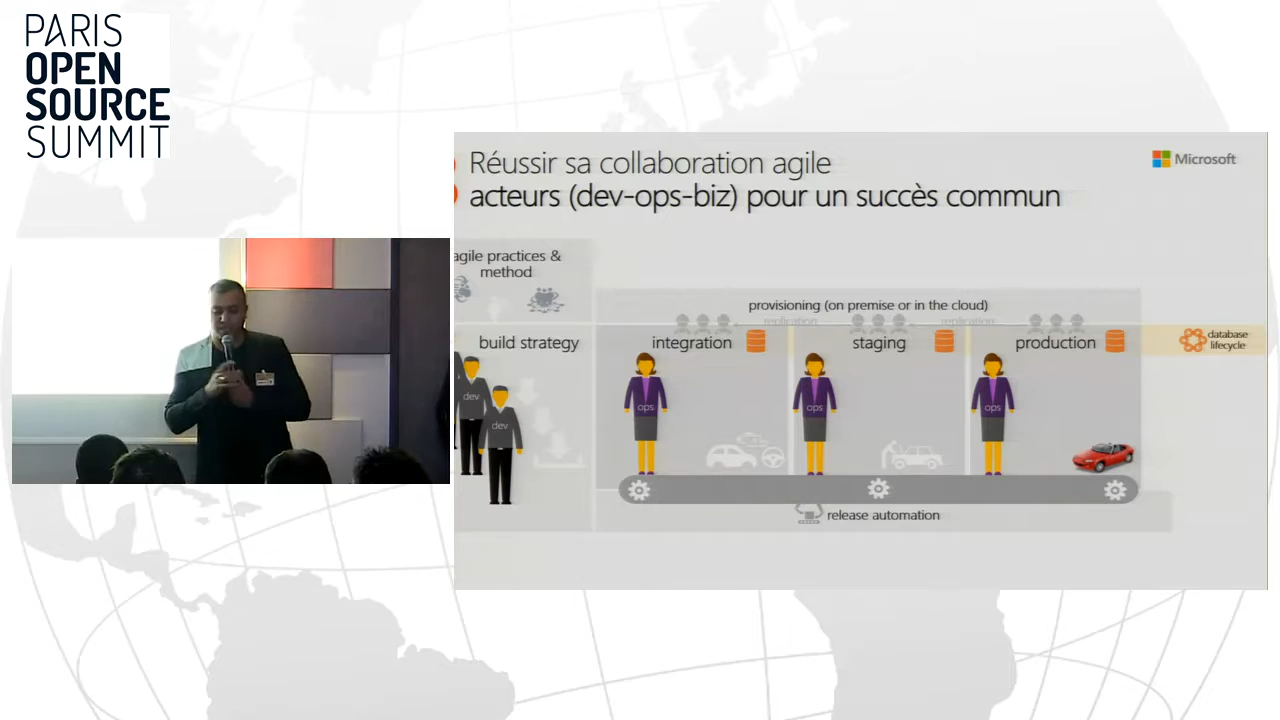 PARIS
OPEN
SOURCE
SUMMIT
Réussir sa collaboration agile
acteurs (dev-ops-biz) pour un succès commun
Microsoft
agile practices &
method
provisioning (on premise or in the cloud)
replication
replication
build strategy
integration
staging
production
database
lifecycle
dev
dev
ops
ops
ops
release automation